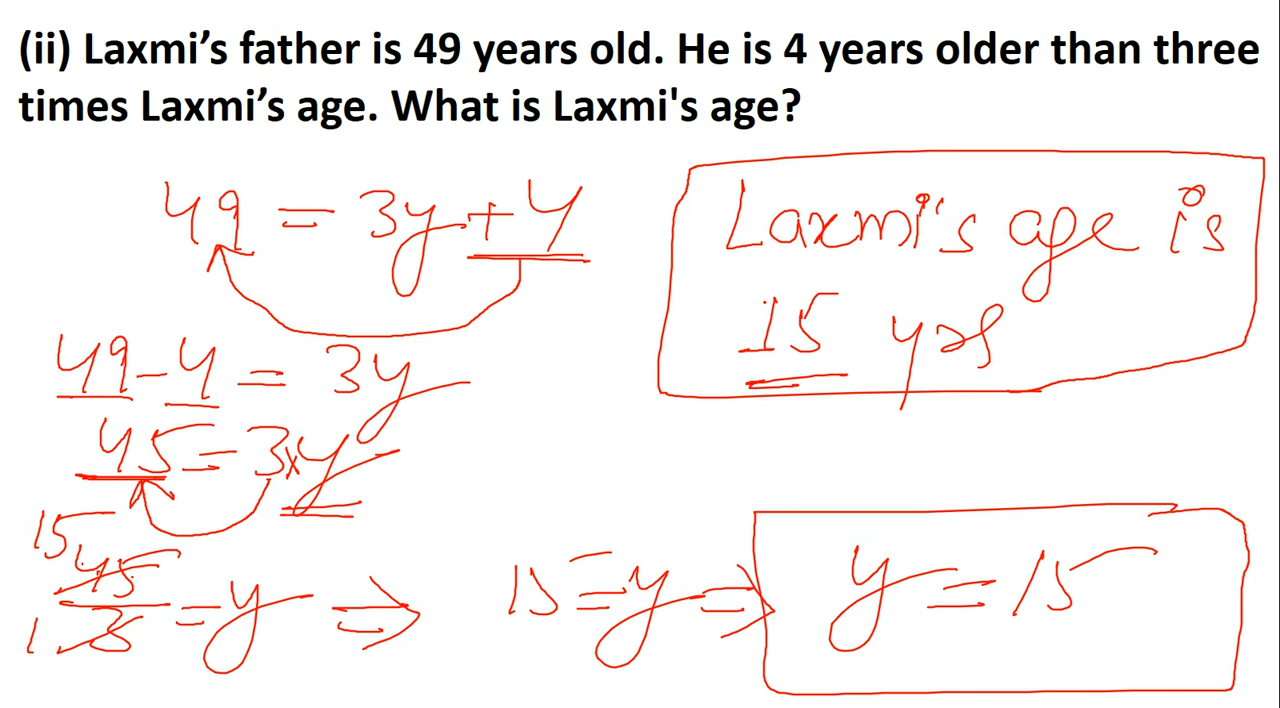 (ii) Laxmi’s father is 49 years old. He is 4 years older than three
times Laxmi’s age. What is Laxmi's age?
49 = 3y + 4
Laxmi's age is
15 yrs
49 - 4 = 3y
45 = 3 x y
15
45
3
1
= y ⇒ 15 = y ⇒ y = 15